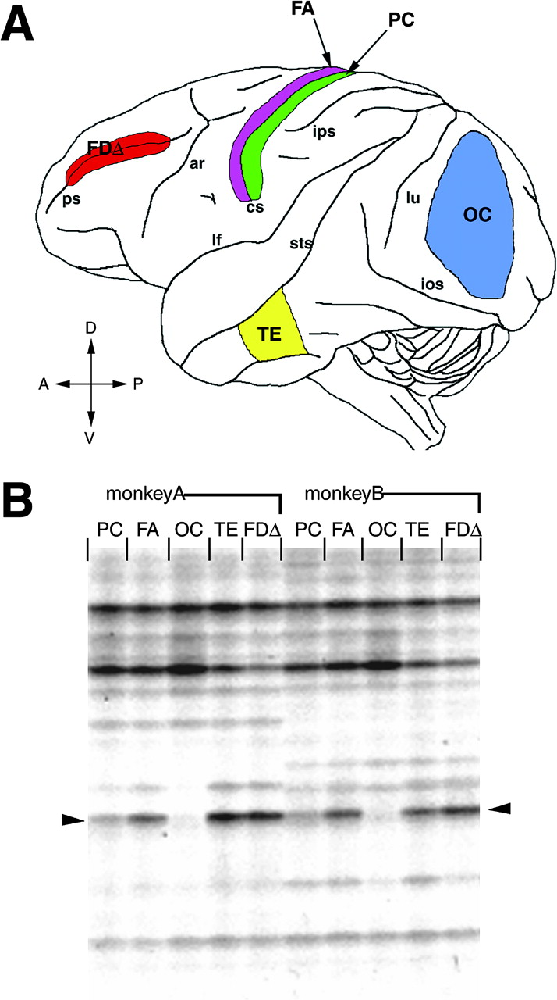 A
FA
PC
FDΔ
ips
ar
ps
cs
lu
OC
lf
sts
ios
TE
D
A P
V
B
monkeyA monkeyB
PC FA OC TE FDΔ PC FA OC TE FDΔ